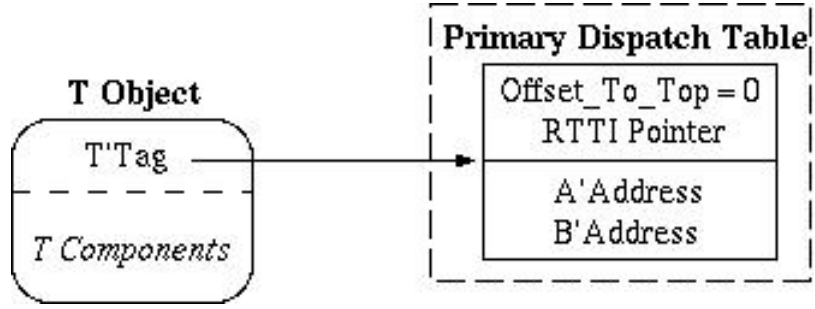 Primary Dispatch Table
T Object
Offset_To_Top = 0
RTTI Pointer
T'Tag
A'Address
B'Address
T Components